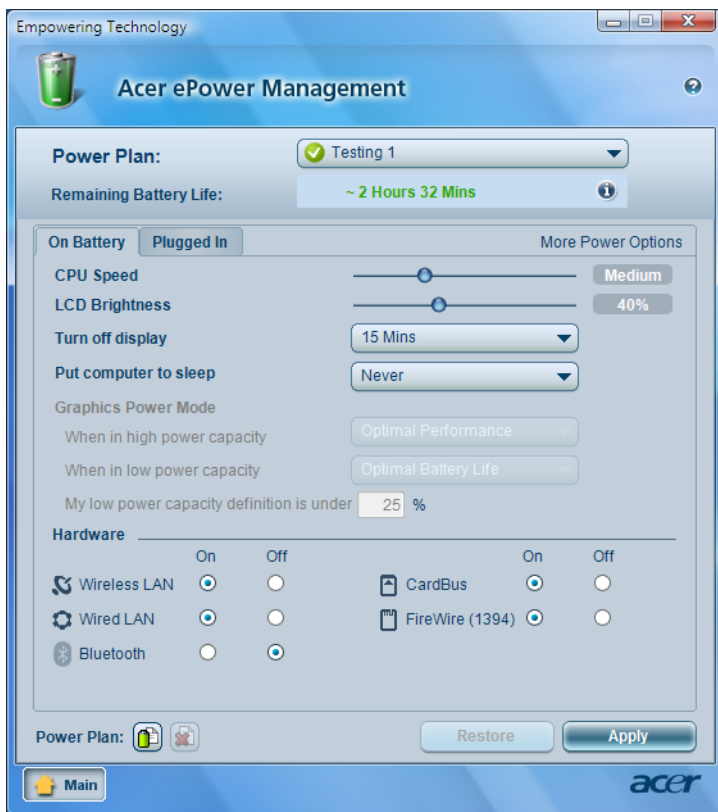 Empowering Technology
Acer ePower Management
Power Plan: Testing 1
Remaining Battery Life: ~ 2 Hours 32 Mins
On Battery Plugged In More Power Options
CPU Speed Medium
LCD Brightness 40%
Turn off display 15 Mins
Put computer to sleep Never
Graphics Power Mode
When in high power capacity Optimal Performance
When in low power capacity Optimal Battery Life
My low power capacity definition is under 25 %
Hardware
On Off On Off
Wireless LAN CardBus
Wired LAN FireWire (1394)
Bluetooth
Power Plan: Restore Apply
Main acer